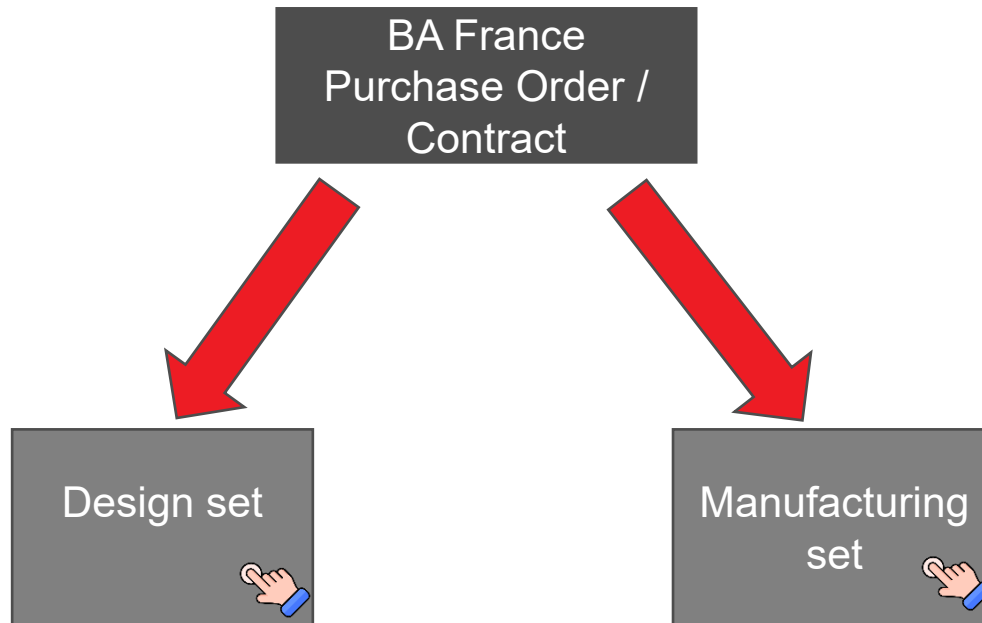 BA France
Purchase Order /
Contract
Design set
Manufacturing
set